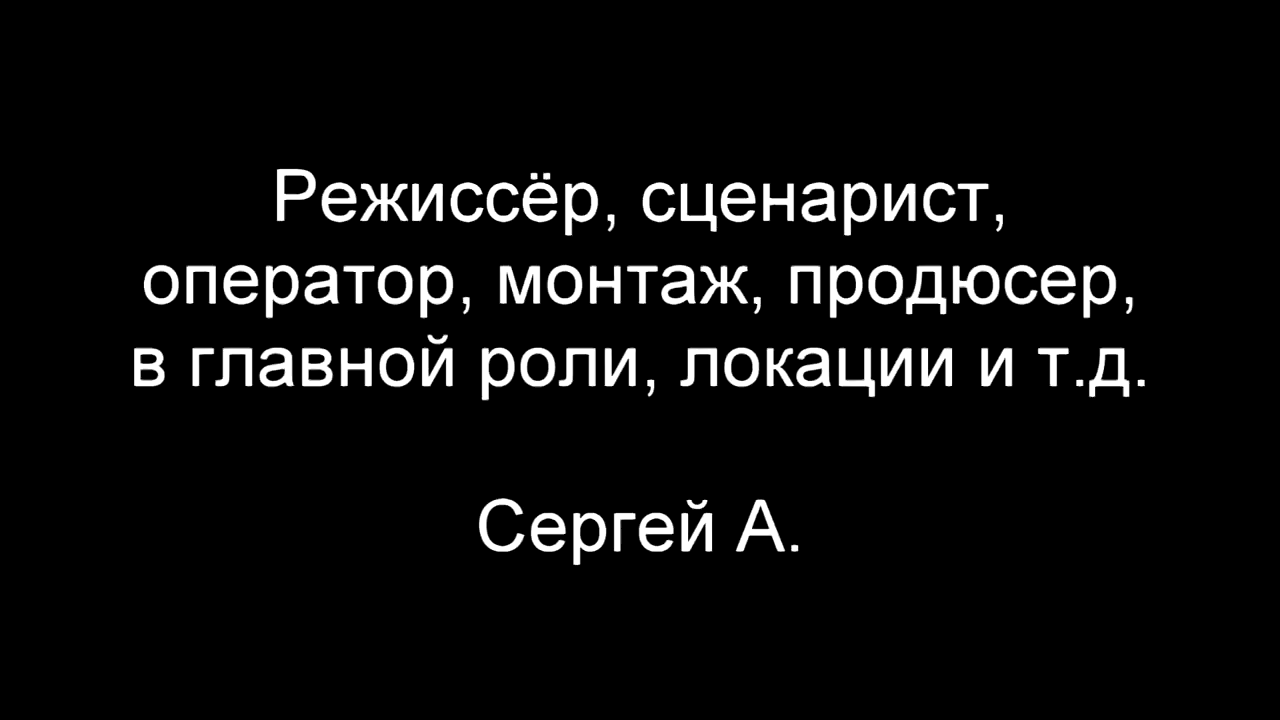 Режиссёр, сценарист,
оператор, монтаж, продюсер,
в главной роли, локации и т.д.
Сергей А.